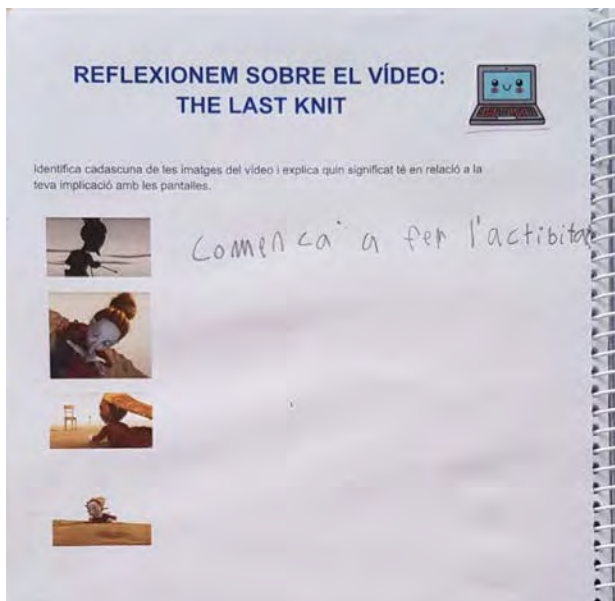 REFLEXIONEM SOBRE EL VÍDEO:
THE LAST KNIT
Identifica cadascuna de les imatges del vídeo i explica quin significat té en relació a la
teva implicació amb les pantalles.
Comença a fer l'actibitat